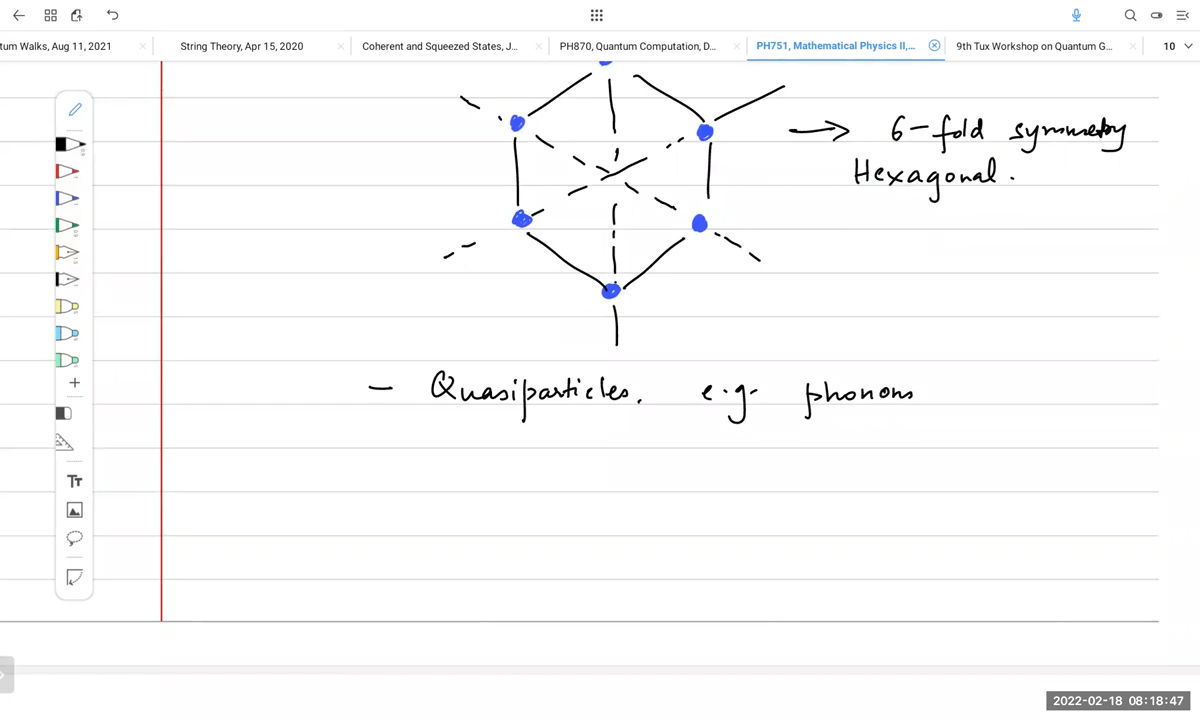 tum Walks, Aug 11, 2021
String Theory, Apr 15, 2020
Coherent and Squeezed States, J...
PH870, Quantum Computation, D...
PH751, Mathematical Physics II,...
9th Tux Workshop on Quantum G...
10
→ 6-fold symmetry
Hexagonal.
- Quasiparticles. e.g. phonons
Tт
2022-02-18 08:18:47